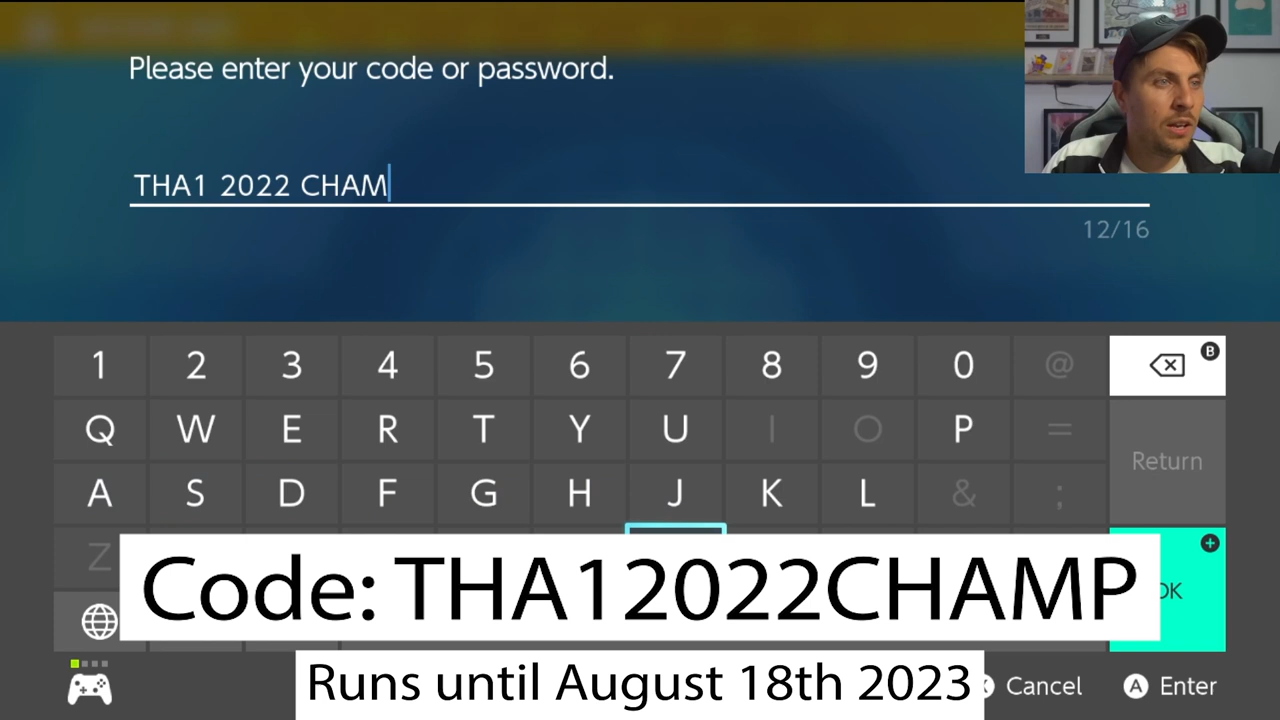 Please enter your code or password.
THA1 2022 CHAM
12/16
1 2 3 4 5 6 7 8 9 0 @
B
Q W E R T Y U I O P =
Return
A S D F G H J K L & ;
Z
+
Code: THA12022CHAMP
OK
Runs until August 18th 2023
X Cancel A Enter